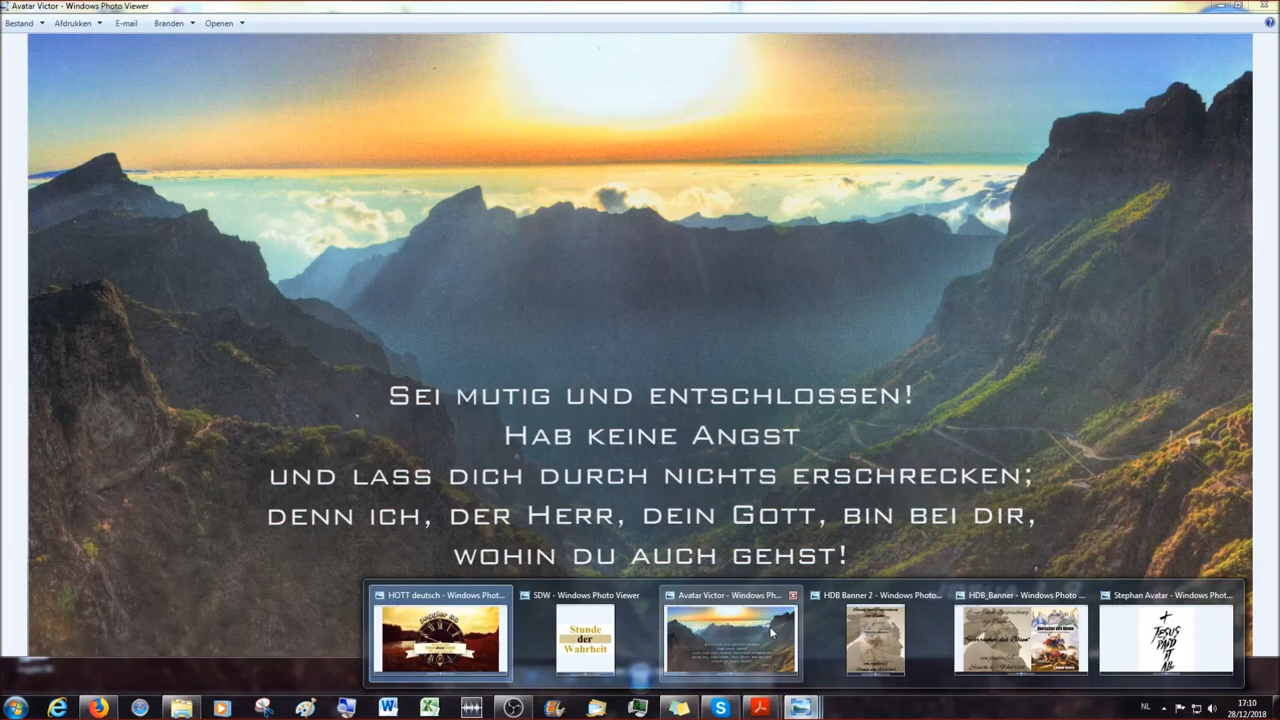 Avatar Victor - Windows Photo Viewer
Bestand Afdrukken E-mail Branden Openen
SEI MUTIG UND ENTSCHLOSSEN!
HAB KEINE ANGST
UND LASS DICH DURCH NICHTS ERSCHRECKEN;
DENN ICH, DER HERR, DEIN GOTT, BIN BEI DIR,
WOHIN DU AUCH GEHST!
HOTT deutsch - Windows Phot... SDW - Windows Photo Viewer Avatar Victor - Windows Ph... HDB Banner 2 - Windows Photo... HDB_Banner - Windows Photo ... Stephan Avatar - Windows Phot...
Stunde
der
Wahrheit
JESUS
PAID
IT
ALL
NL 17:10
28/12/2018